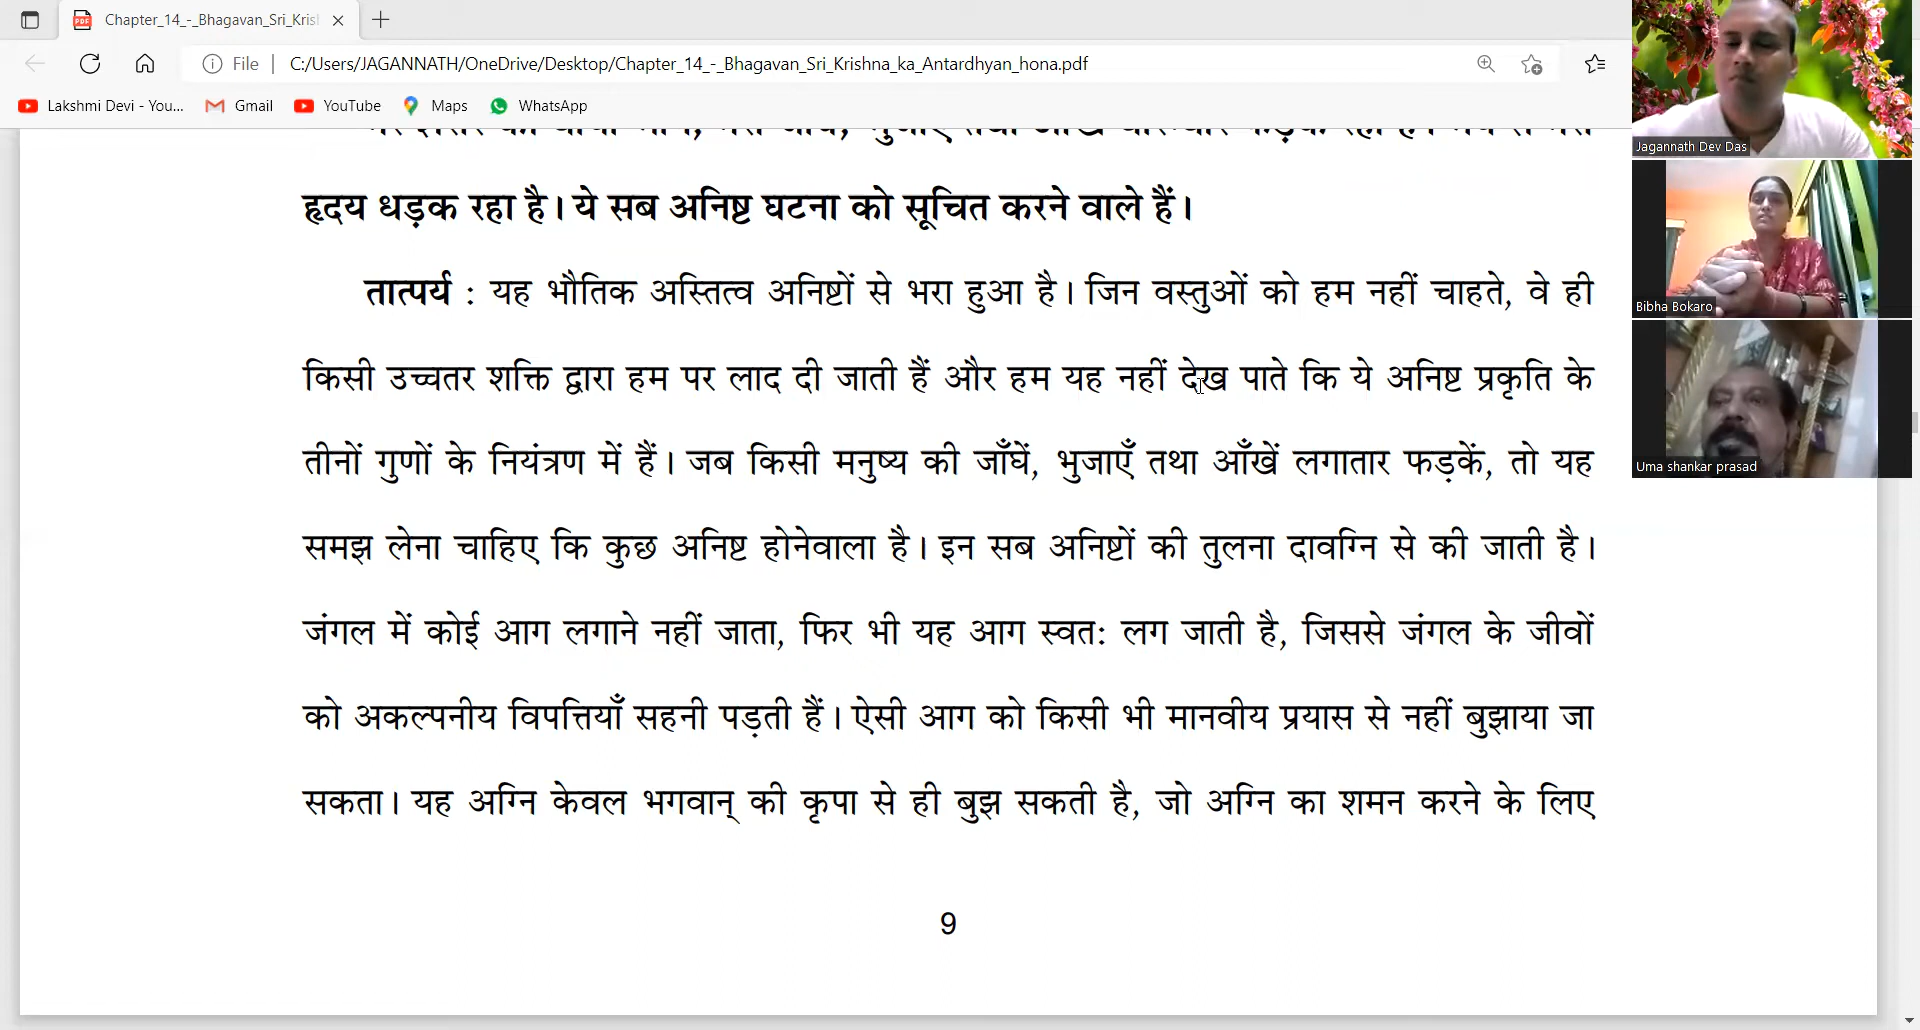 Chapter_14_-_Bhagavan_Sri_Kris
File
C:/Users/JAGANNATH/OneDrive/Desktop/Chapter_14_-_Bhagavan_Sri_Krishna_ka_Antardhyan_hona.pdf
Lakshmi Devi - You... Gmail YouTube Maps WhatsApp
हृदय धड़क रहा है। ये सब अनिष्ट घटना को सूचित करने वाले हैं।
तात्पर्य : यह भौतिक अस्तित्व अनिष्टों से भरा हुआ है। जिन वस्तुओं को हम नहीं चाहते, वे ही
किसी उच्चतर शक्ति द्वारा हम पर लाद दी जाती हैं और हम यह नहीं देख पाते कि ये अनिष्ट प्रकृति के
तीनों गुणों के नियंत्रण में हैं। जब किसी मनुष्य की जाँघें, भुजाएँ तथा आँखें लगातार फड़कें, तो यह
समझ लेना चाहिए कि कुछ अनिष्ट होनेवाला है। इन सब अनिष्टों की तुलना दावग्नि से की जाती है।
जंगल में कोई आग लगाने नहीं जाता, फिर भी यह आग स्वत: लग जाती है, जिससे जंगल के जीवों
को अकल्पनीय विपत्तियाँ सहनी पड़ती हैं। ऐसी आग को किसी भी मानवीय प्रयास से नहीं बुझाया जा
सकता। यह अग्नि केवल भगवान् की कृपा से ही बुझ सकती है, जो अग्नि का शमन करने के लिए
9
Jagannath Dev Das
Bibha Bokaro
Uma shankar prasad